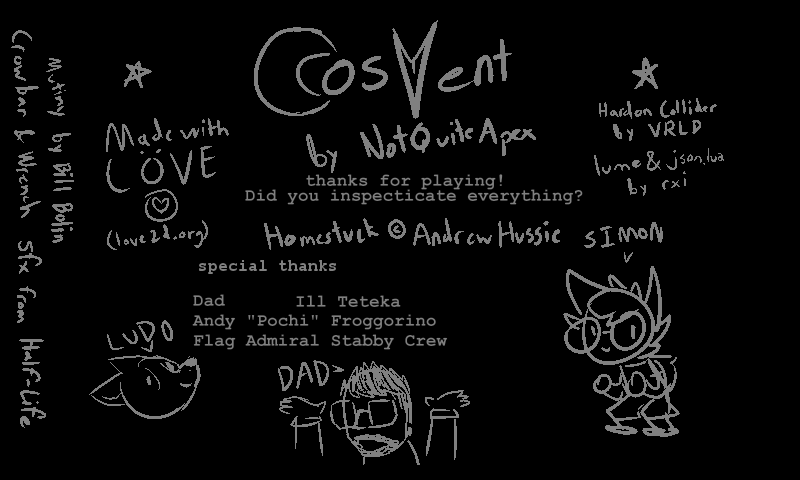 CosVent
by NotQuiteApex
thanks for playing!
Did you inspecticate everything?
Homestuck © Andrew Hussie
Made with
LÖVE
(love2d.org)
Hardon Collider
by VRLD
lume & json.lua
by rxi
special thanks
Dad Ill Teteka
Andy "Pochi" Froggorino
Flag Admiral Stabby Crew
LUDO
DAD>
SIMON
Mutiny by Bill Bolin
Crowbar & Wrench sfx from Half-Life